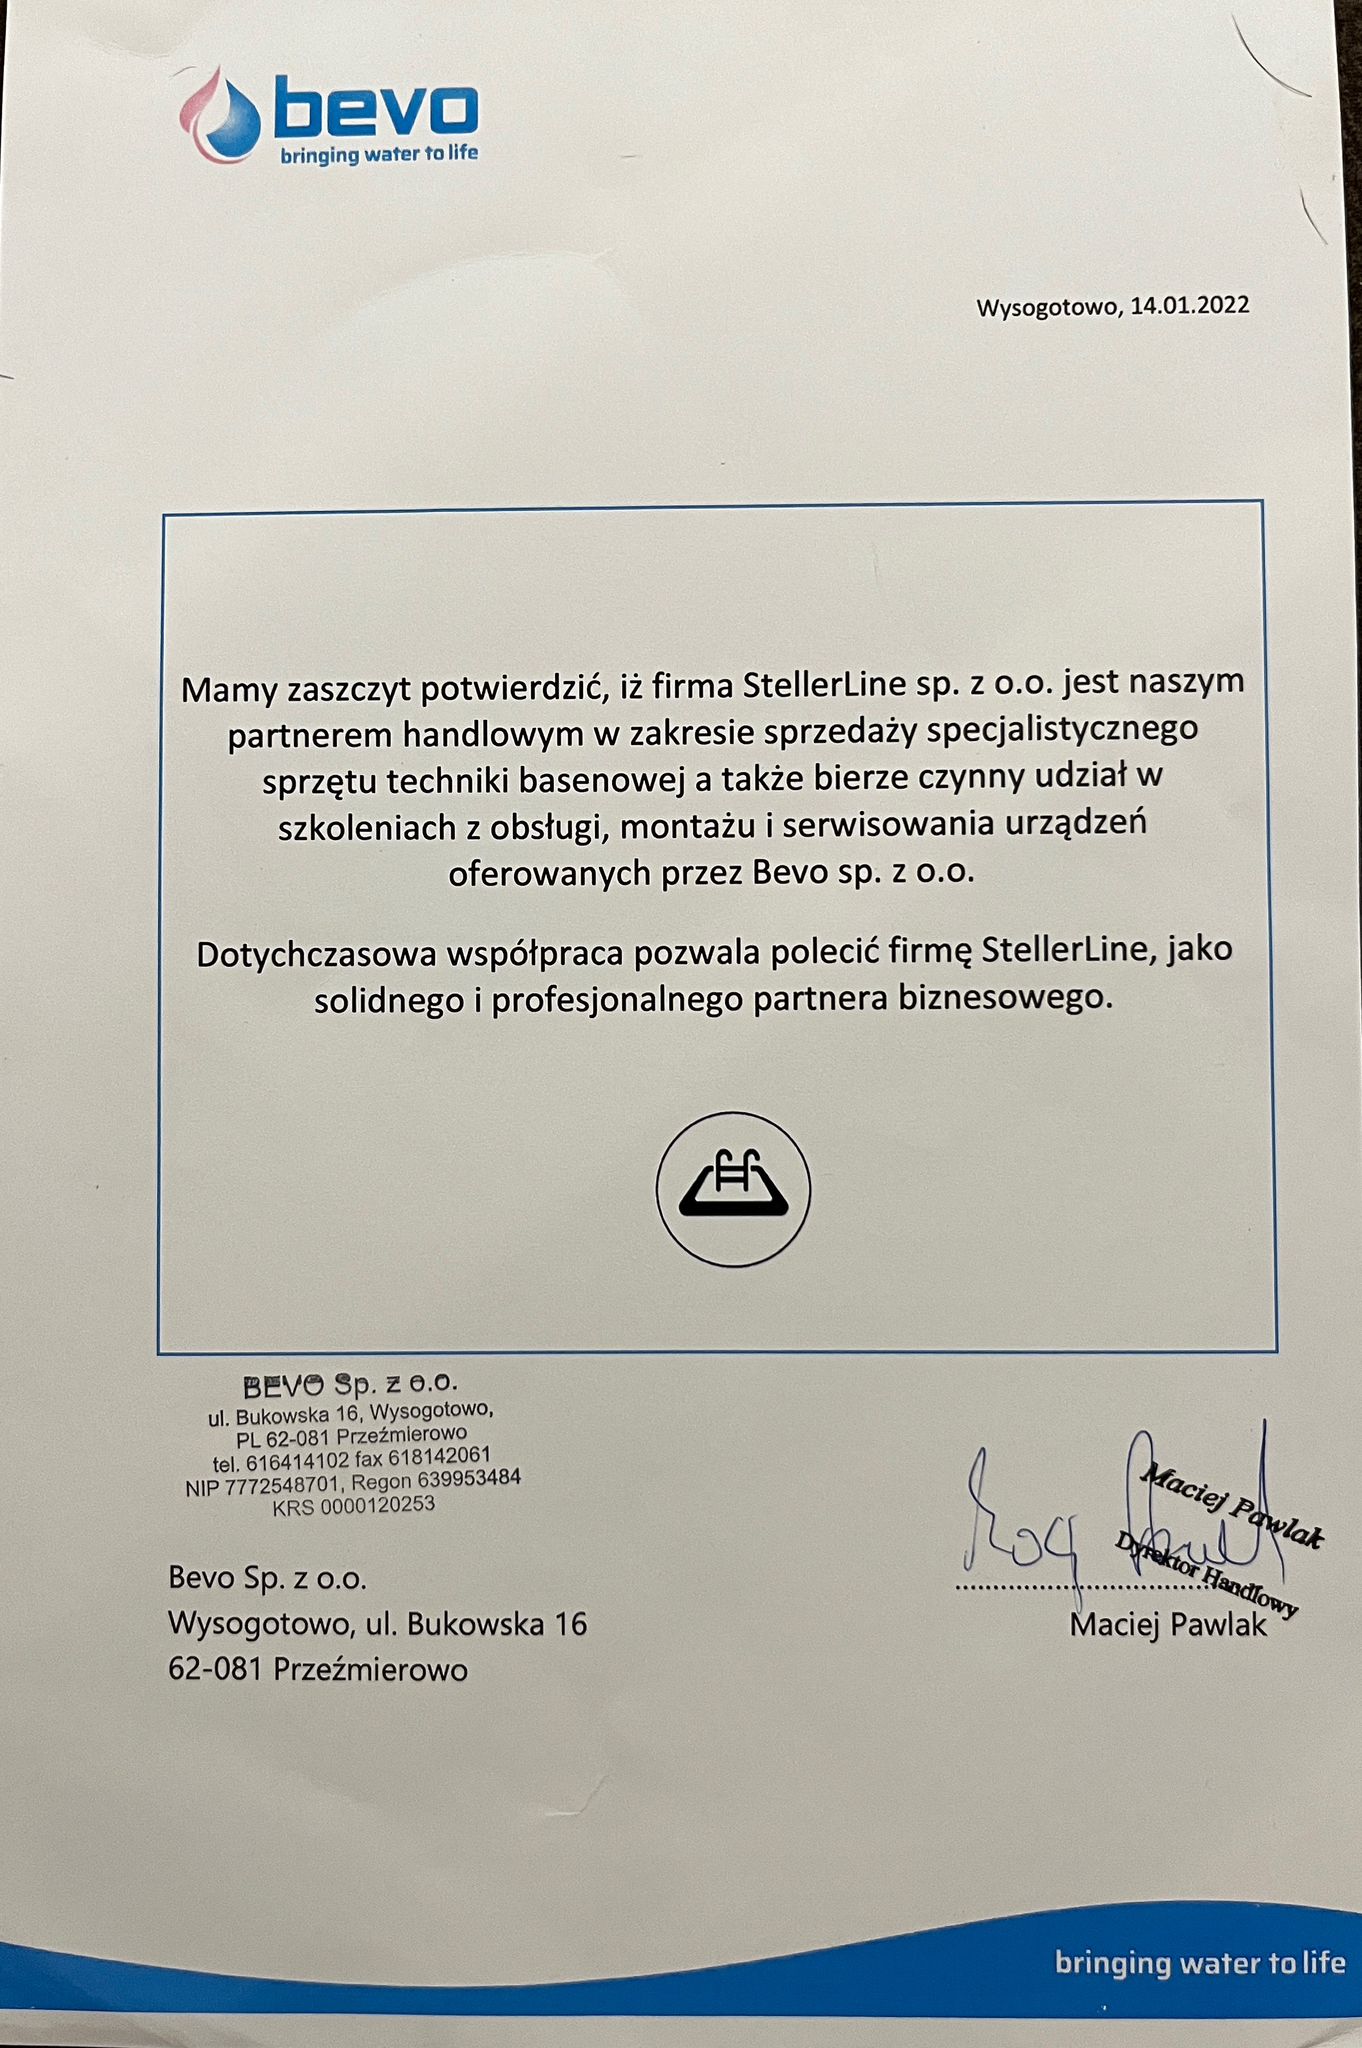 bevo
bringing water to life
Wysogotowo, 14.01.2022
Mamy zaszczyt potwierdzić, iż firma StellerLine sp. z o.o. jest naszym
partnerem handlowym w zakresie sprzedaży specjalistycznego
sprzętu techniki basenowej a także bierze czynny udział w
szkoleniach z obsługi, montażu i serwisowania urządzeń
oferowanych przez Bevo sp. z o.o.
Dotychczasowa współpraca pozwala polecić firmę StellerLine, jako
solidnego i profesjonalnego partnera biznesowego.
BEVO Sp. z o.o.
ul. Bukowska 16, Wysogotowo,
PL 62-081 Przeźmierowo
tel. 616414102 fax 618142061
NIP 7772548701, Regon 639953484
KRS 0000120253
Bevo Sp. z o.o.
Wysogotowo, ul. Bukowska 16
62-081 Przeźmierowo
Maciej Pawlak
Dyrektor Handlowy
Maciej Pawlak
bringing water to life